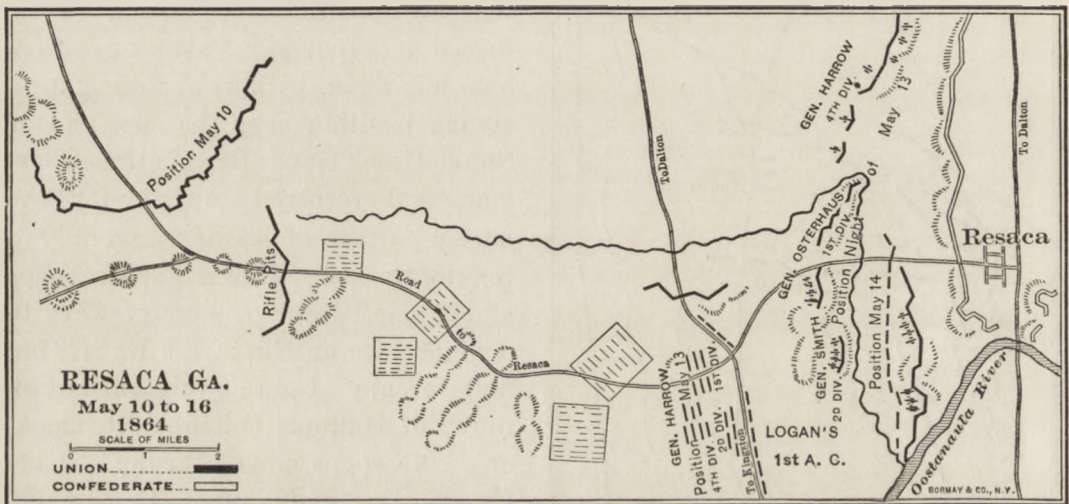 RESACA GA.
May 10 to 16
1864
SCALE OF MILES
0 1 2
UNION
CONFEDERATE
Position May 10
Rifle Pits
Road
to
Resaca
To Dalton
GEN. HARROW
4TH DIV.
May 13
GEN. OSTERHAUS
1ST DIV.
Position Night of
GEN. SMITH
2D DIV.
Position May 14
GEN. HARROW
Position May 13
4TH DIV.
2D DIV.
1ST DIV.
To Kingston
LOGAN'S
1st A. C.
To Dalton
Resaca
Oostanaula River
BORMAY & CO., N.Y.